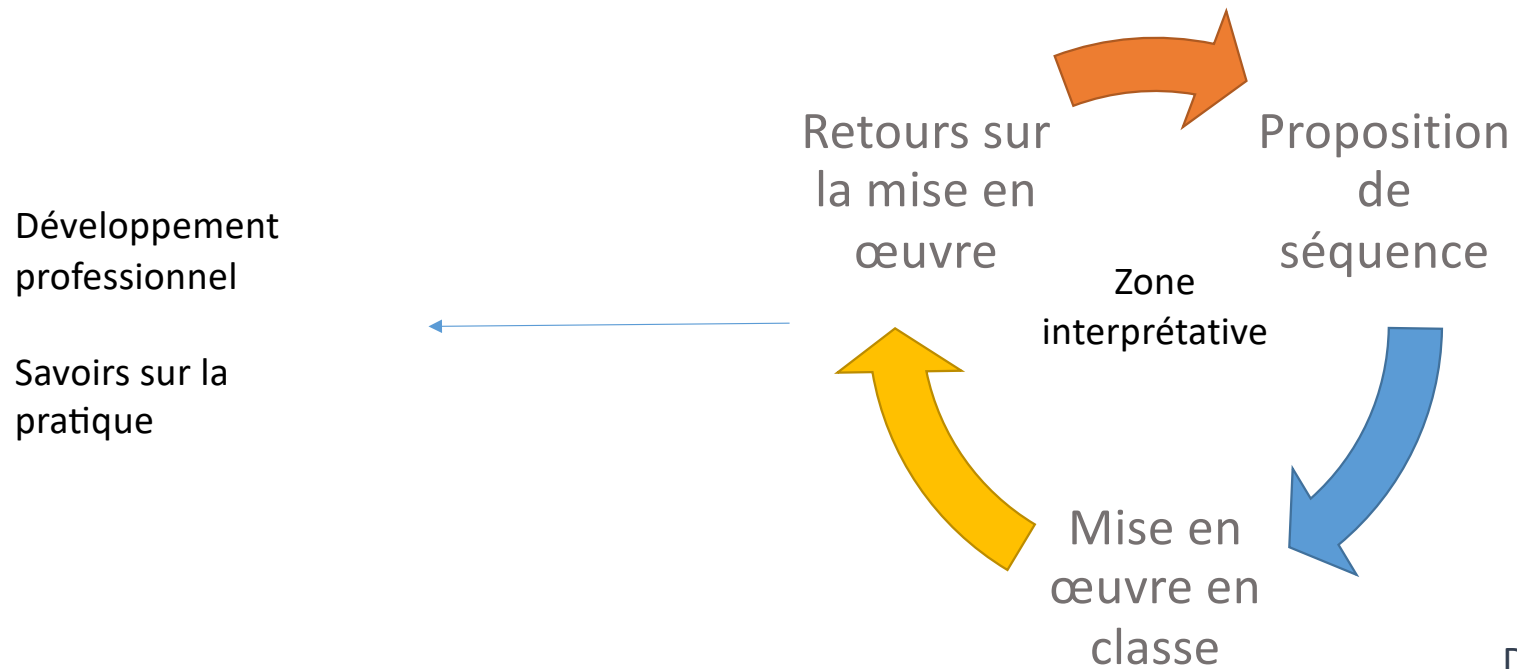 Développement
professionnel
Savoirs sur la
pratique
Retours sur
la mise en
œuvre
Proposition
de
séquence
Zone
interprétative
Mise en
œuvre en
classe